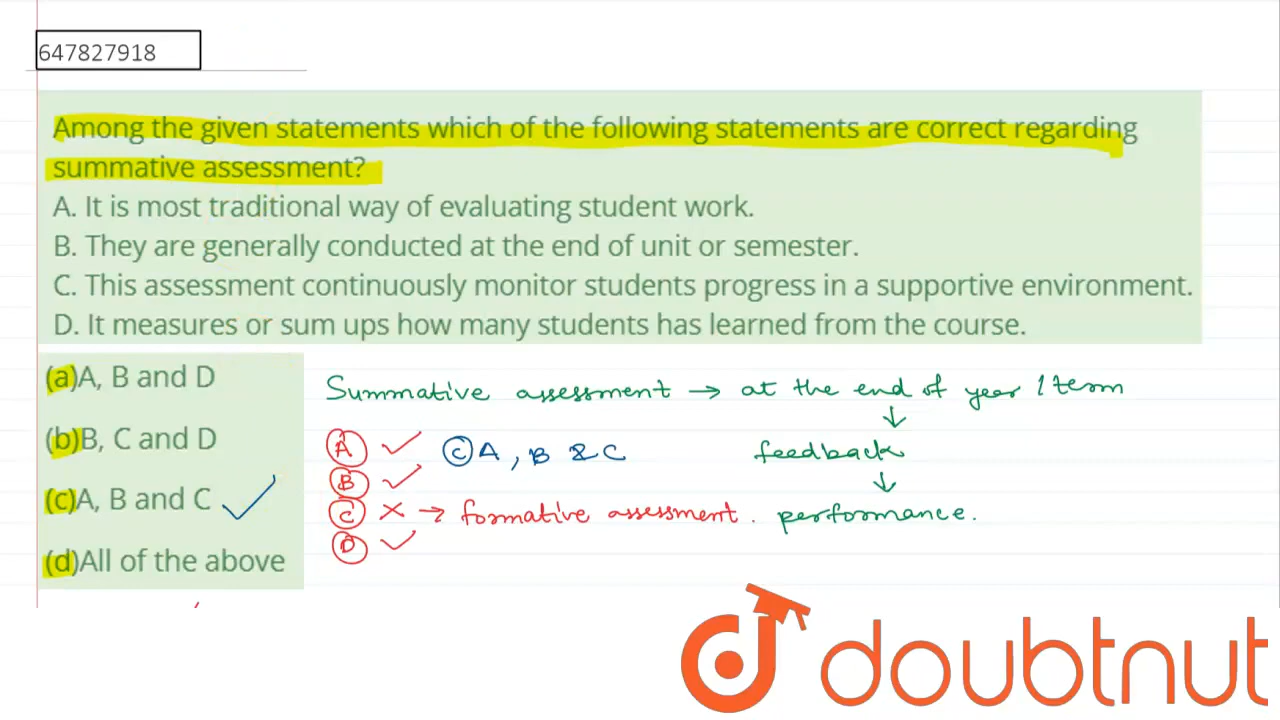 647827918
Among the given statements which of the following statements are correct regarding
summative assessment?
A. It is most traditional way of evaluating student work.
B. They are generally conducted at the end of unit or semester.
C. This assessment continuously monitor students progress in a supportive environment.
D. It measures or sum ups how many students has learned from the course.
(a)A, B and D
(b)B, C and D
(c)A, B and C
(d)All of the above
Summative assessment → at the end of year / term
↓
feedback
↓
performance.
A ✓
B ✓
C × → formative assessment.
D ✓
(C) A, B & C
doubtnut